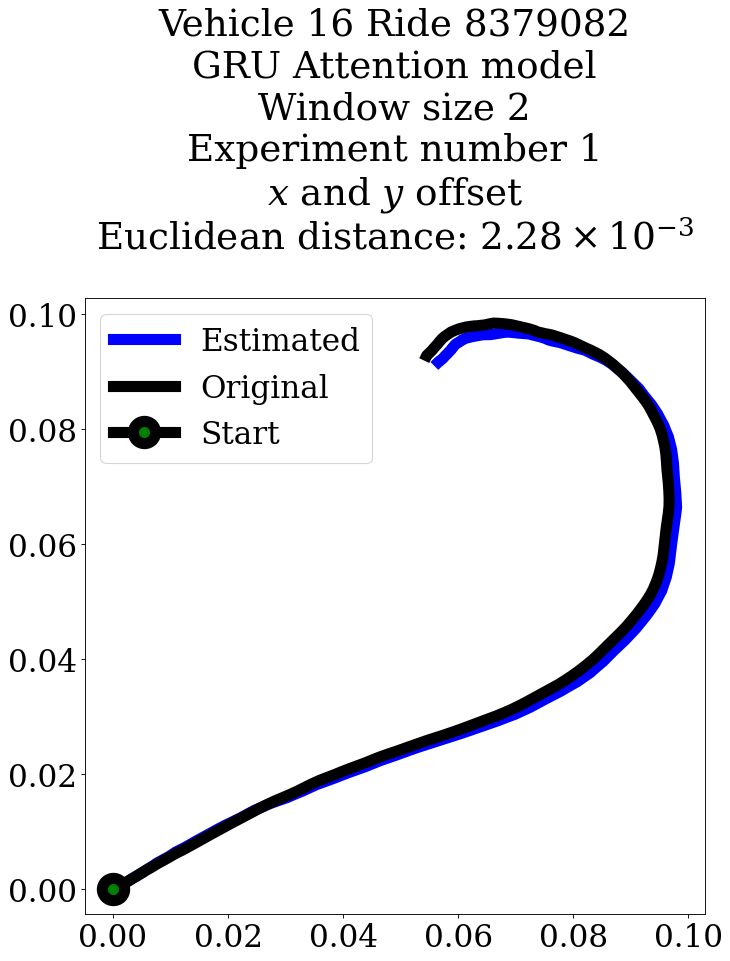 Vehicle 16 Ride 8379082
GRU Attention model
Window size 2
Experiment number 1
x and y offset
Euclidean distance: 2.28 × 10⁻³
0.10
0.08
0.06
0.04
0.02
0.00
Estimated
Original
Start
0.00 0.02 0.04 0.06 0.08 0.10